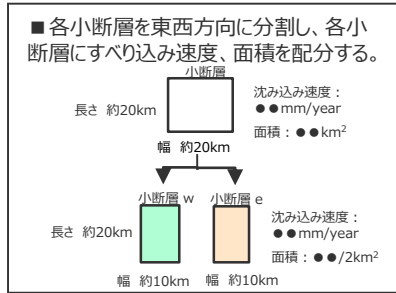 ■各小断層を東西方向に分割し、各小
断層にすべり込み速度、面積を配分する。
小断層
長さ 約20km
沈み込み速度：
●●mm/year
面積：●●km²
幅 約20km
小断層 w 小断層 e
長さ 約20km
沈み込み速度：
●●mm/year
面積：●●/2km²
幅 約10km 幅 約10km